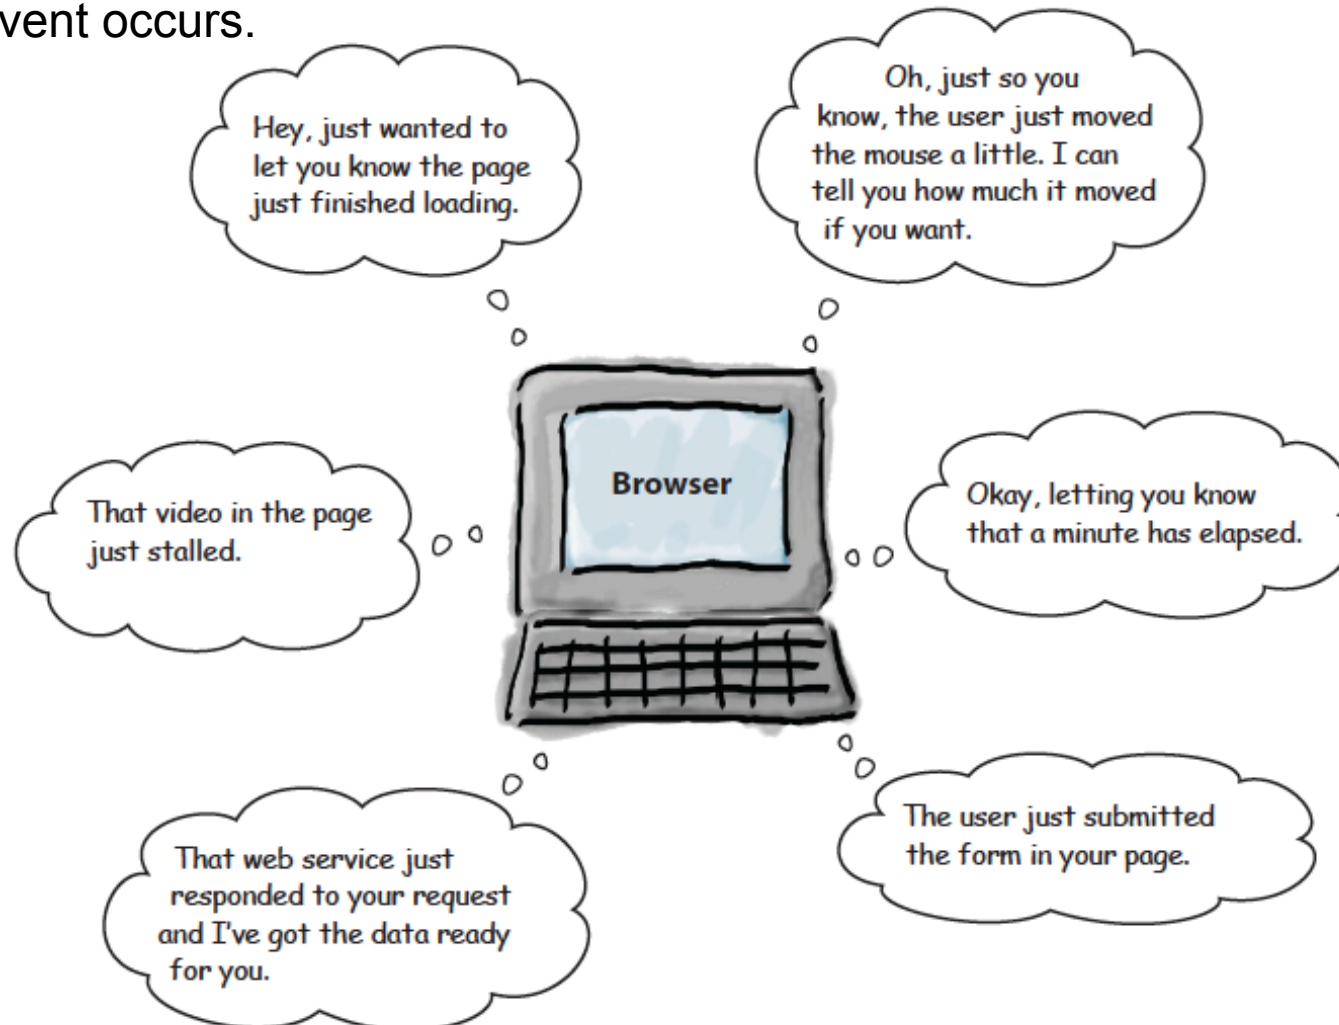 vent occurs.
Hey, just wanted to
let you know the page
just finished loading.
Oh, just so you
know, the user just moved
the mouse a little. I can
tell you how much it moved
if you want.
That video in the page
just stalled.
Browser
Okay, letting you know
that a minute has elapsed.
That web service just
responded to your request
and I've got the data ready
for you.
The user just submitted
the form in your page.